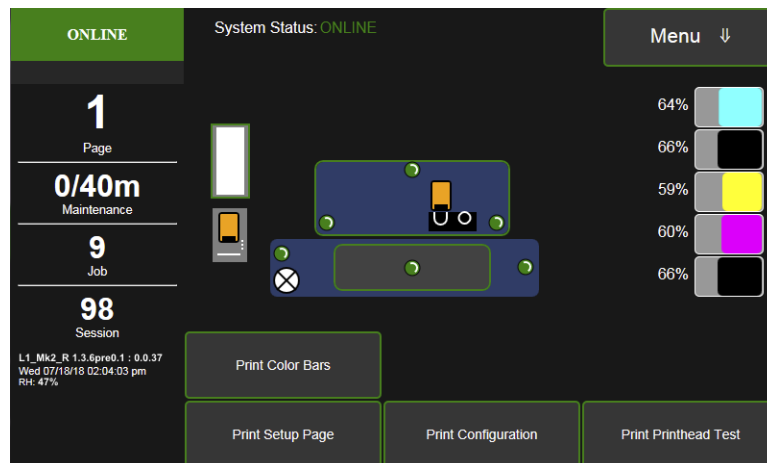 ONLINE
System Status: ONLINE
Menu ⇓
1
Page
0/40m
Maintenance
9
Job
98
Session
L1_Mk2_R 1.3.6pre0.1 : 0.0.37
Wed 07/18/18 02:04:03 pm
RH: 47%
64%
66%
59%
60%
66%
Print Color Bars
Print Setup Page
Print Configuration
Print Printhead Test